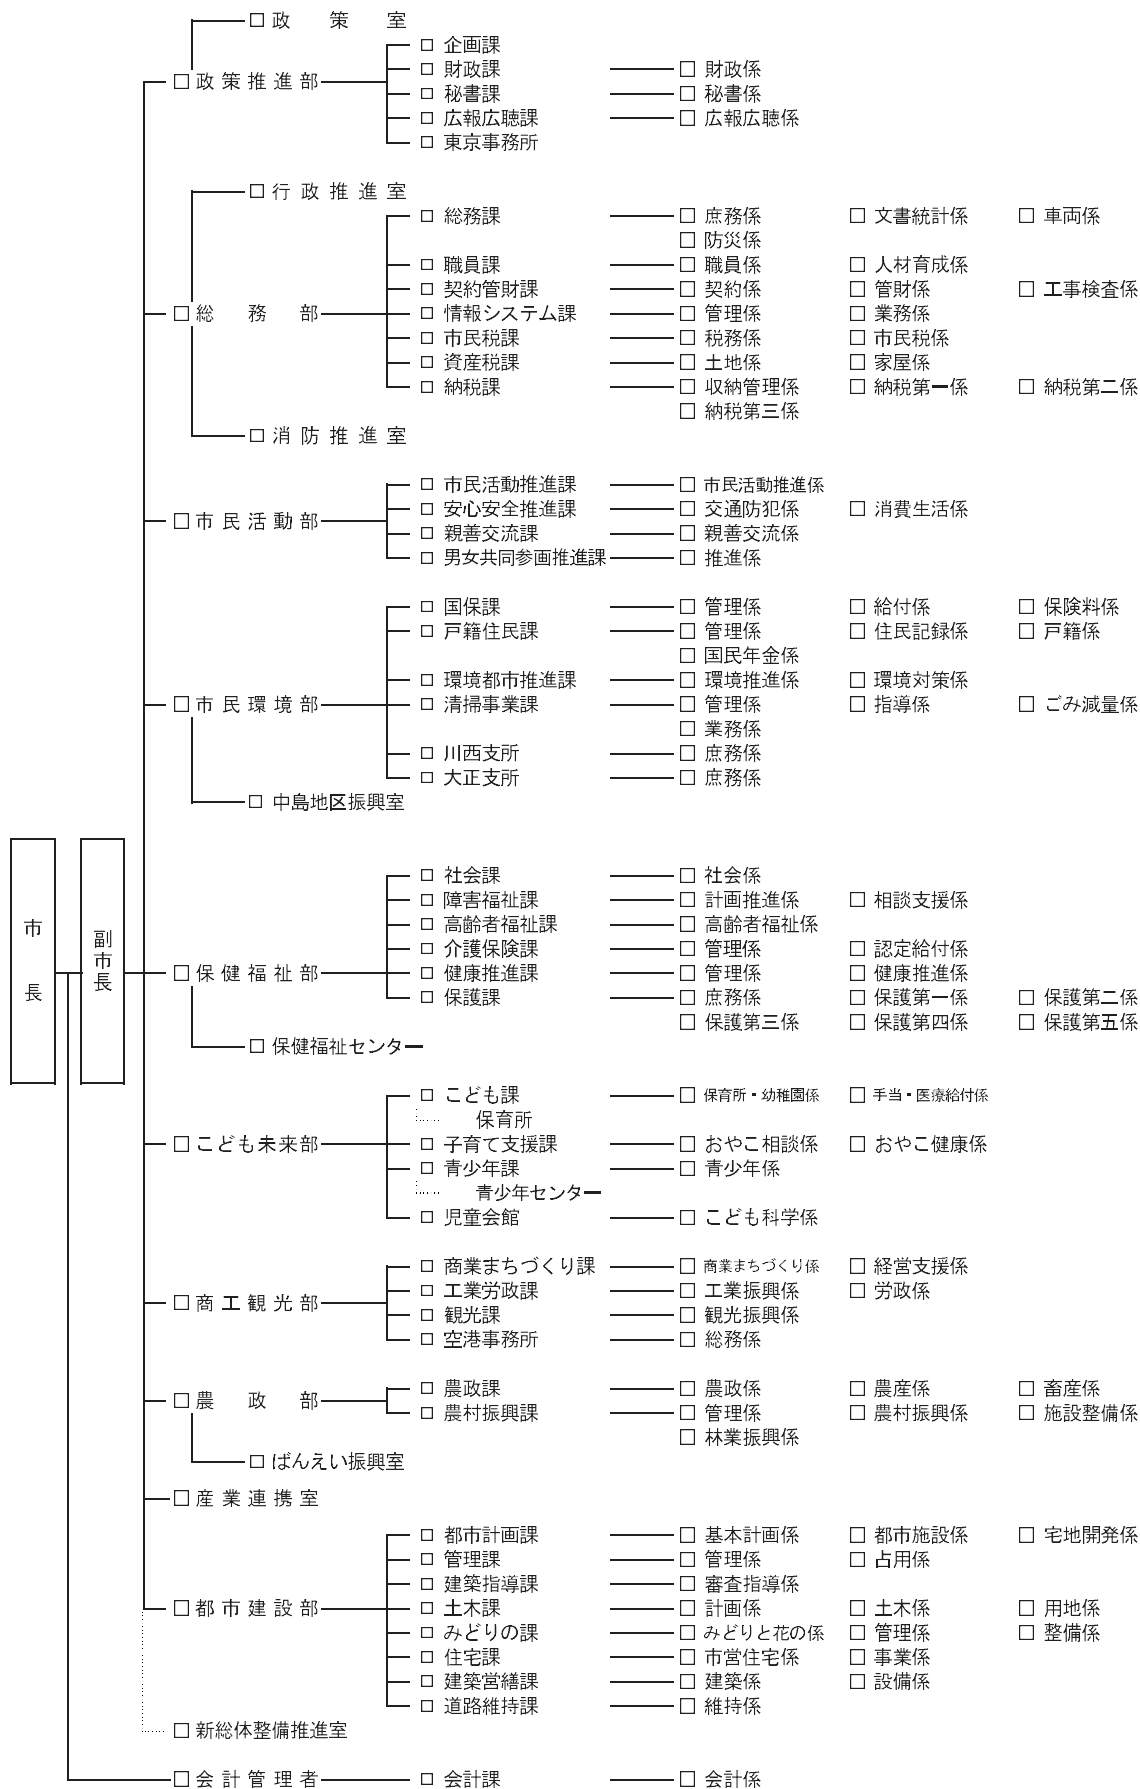 □ 政策室
□ 企画課
□ 政策推進部 □ 財政課 □ 財政係
□ 秘書課 □ 秘書係
□ 広報広聴課 □ 広報広聴係
□ 東京事務所
□ 行政推進室
□ 総務課 □ 庶務係 □ 文書統計係 □ 車両係
□ 防災係
□ 職員課 □ 職員係 □ 人材育成係
□ 契約管財課 □ 契約係 □ 管財係 □ 工事検査係
□ 総務部 □ 情報システム課 □ 管理係 □ 業務係
□ 市民税課 □ 税務係 □ 市民税係
□ 資産税課 □ 土地係 □ 家屋係
□ 納税課 □ 収納管理係 □ 納税第一係 □ 納税第二係
□ 納税第三係
□ 消防推進室
□ 市民活動推進課 □ 市民活動推進係
□ 市民活動部 □ 安心安全推進課 □ 交通防犯係 □ 消費生活係
□ 親善交流課 □ 親善交流係
□ 男女共同参画推進課 □ 推進係
□ 国保課 □ 管理係 □ 給付係 □ 保険料係
□ 戸籍住民課 □ 管理係 □ 住民記録係 □ 戸籍係
□ 国民年金係
□ 環境都市推進課 □ 環境推進係 □ 環境対策係
□ 市民環境部 □ 清掃事業課 □ 管理係 □ 指導係 □ ごみ減量係
□ 業務係
□ 川西支所 □ 庶務係
□ 大正支所 □ 庶務係
□ 中島地区振興室
市長
副市長
□ 社会課 □ 社会係
□ 障害福祉課 □ 計画推進係 □ 相談支援係
□ 高齢者福祉課 □ 高齢者福祉係
□ 介護保険課 □ 管理係 □ 認定給付係
□ 保健福祉部 □ 健康推進課 □ 管理係 □ 健康推進係
□ 保護課 □ 庶務係 □ 保護第一係 □ 保護第二係
□ 保護第三係 □ 保護第四係 □ 保護第五係
□ 保健福祉センター
□ こども課 □ 保育所・幼稚園係 □ 手当・医療給付係
保育所
□ こども未来部 □ 子育て支援課 □ おやこ相談係 □ おやこ健康係
□ 青少年課 □ 青少年係
青少年センター
□ 児童会館 □ こども科学係
□ 商業まちづくり課 □ 商業まちづくり係 □ 経営支援係
□ 商工観光部 □ 工業労政課 □ 工業振興係 □ 労政係
□ 観光課 □ 観光振興係
□ 空港事務所 □ 総務係
□ 農政部 □ 農政課 □ 農政係 □ 農産係 □ 畜産係
□ 農村振興課 □ 管理係 □ 農村振興係 □ 施設整備係
□ 林業振興係
□ ばんえい振興室
□ 産業連携室
□ 都市計画課 □ 基本計画係 □ 都市施設係 □ 宅地開発係
□ 管理課 □ 管理係 □ 占用係
□ 建築指導課 □ 審査指導係
□ 都市建設部 □ 土木課 □ 計画係 □ 土木係 □ 用地係
□ みどりの課 □ みどりと花の係 □ 管理係 □ 整備係
□ 住宅課 □ 市営住宅係 □ 事業係
□ 建築営繕課 □ 建築係 □ 設備係
□ 道路維持課 □ 維持係
□ 新総体整備推進室
□ 会計管理者 □ 会計課 □ 会計係